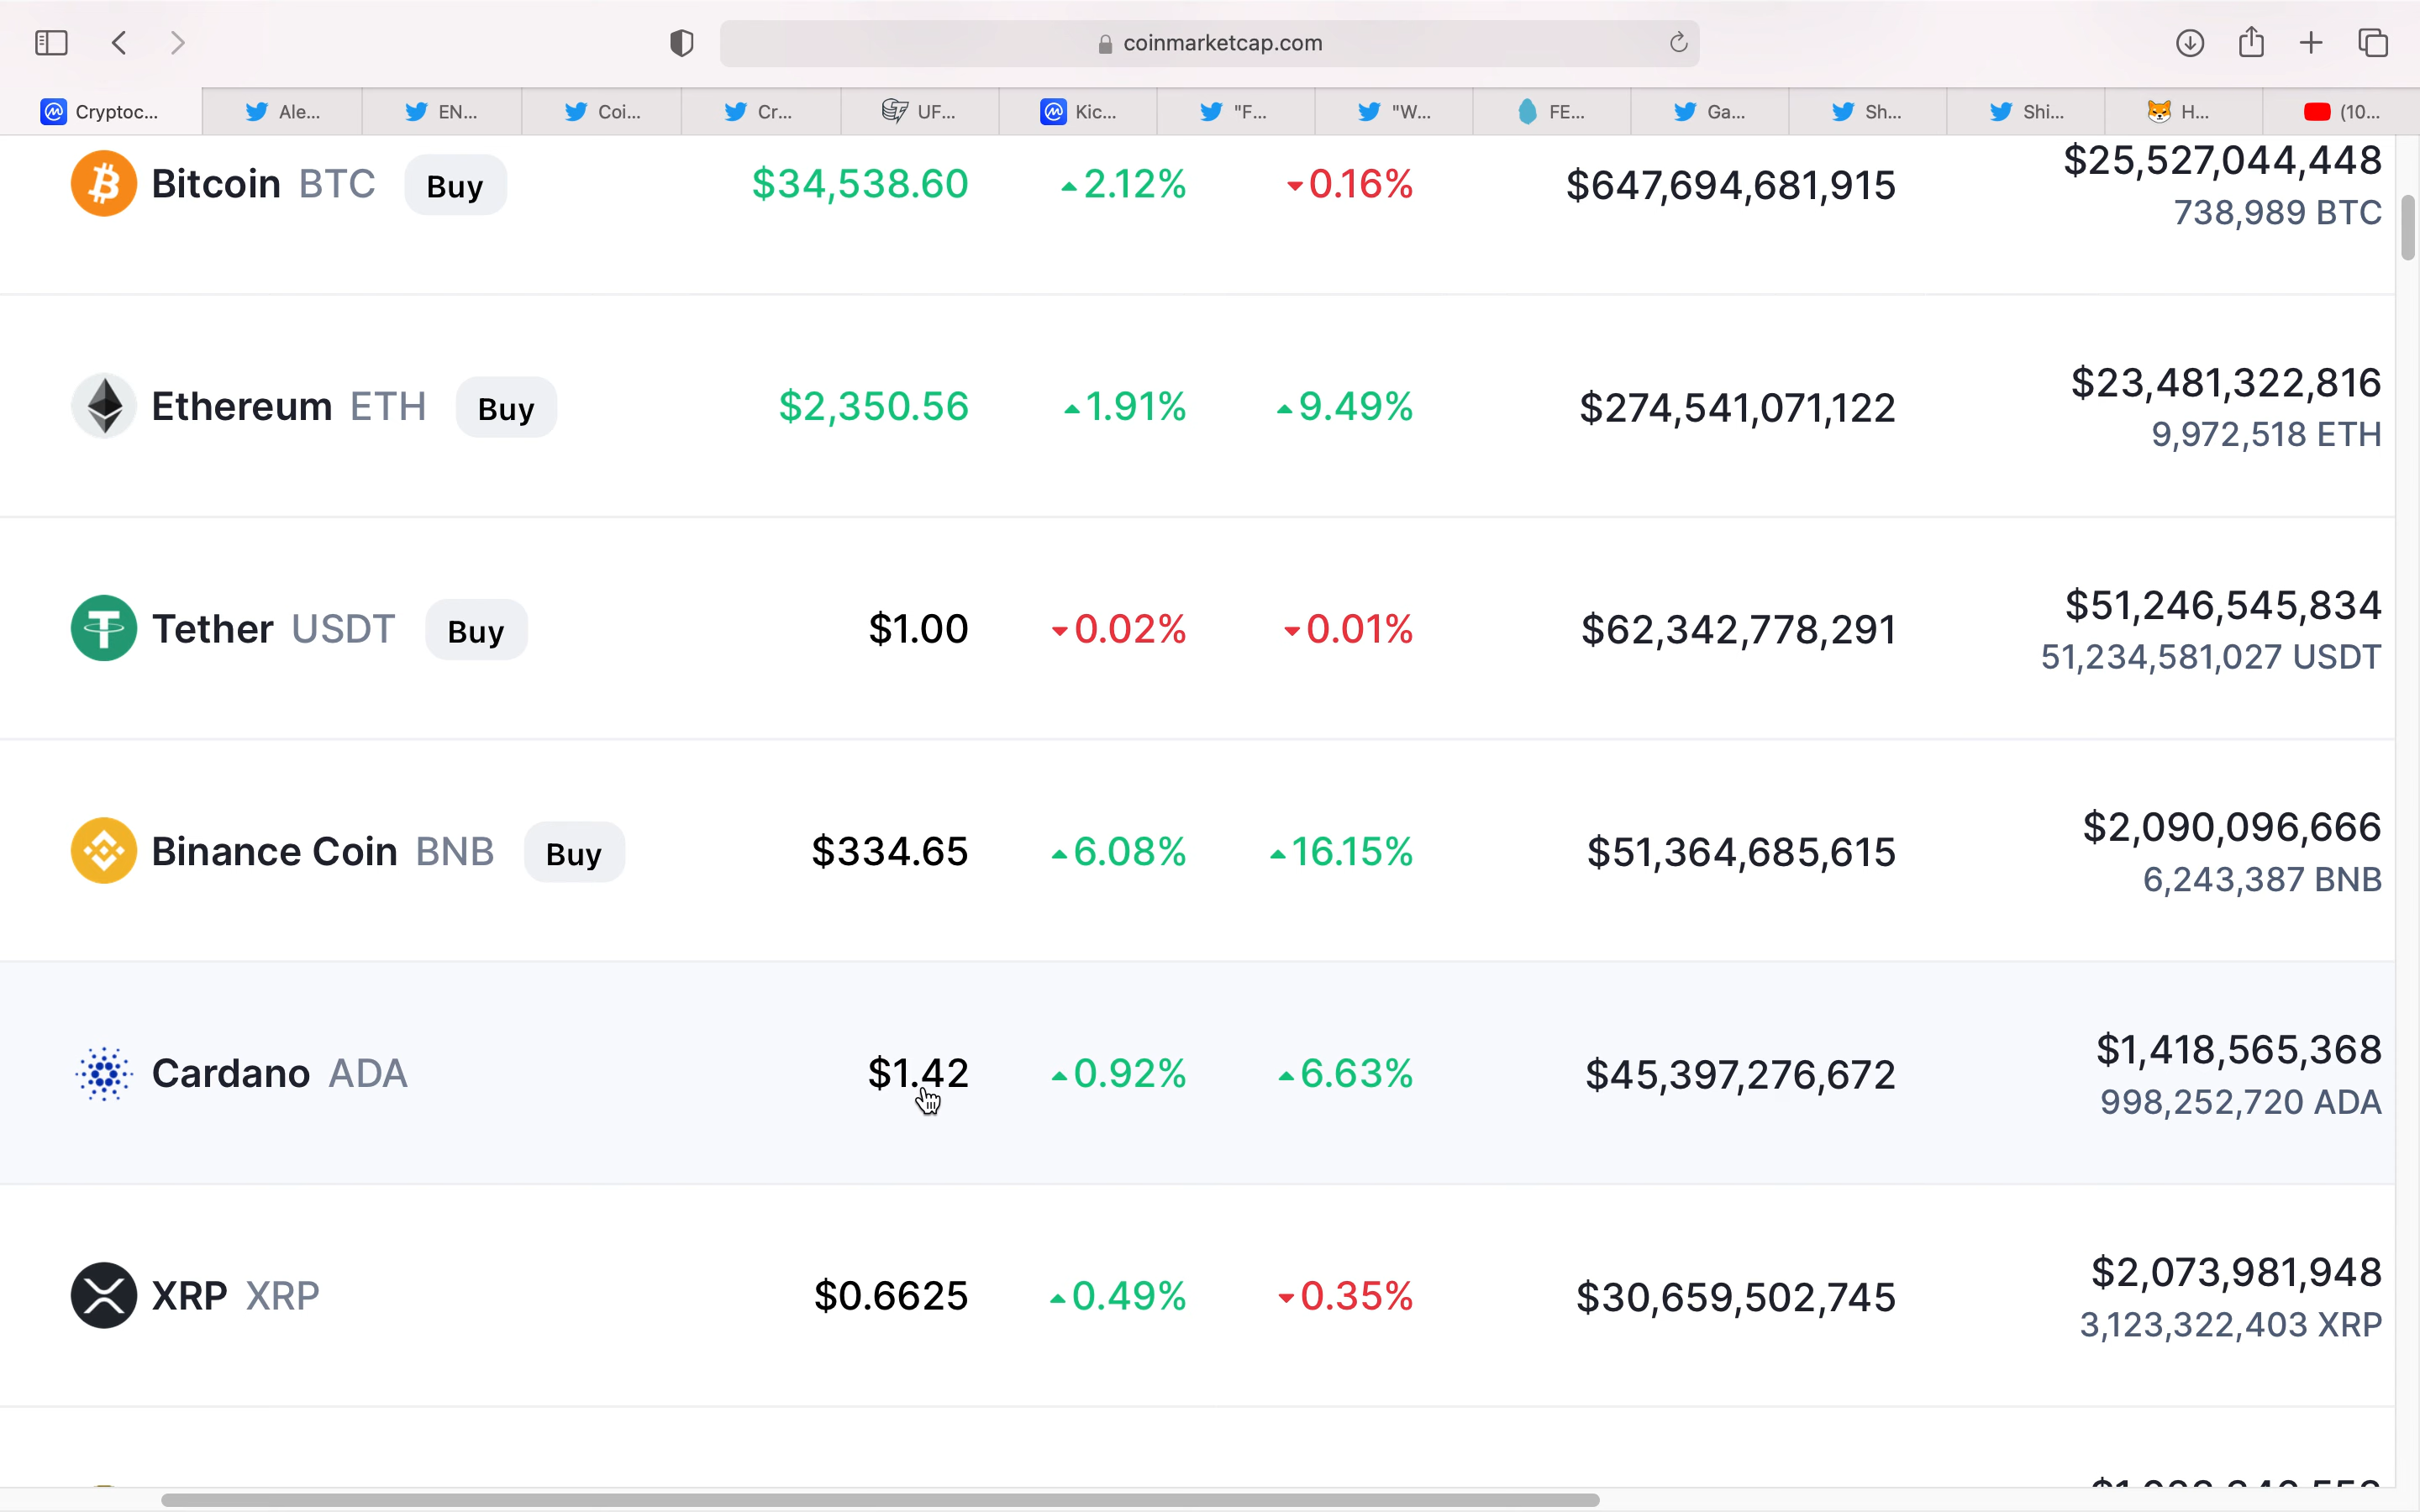 coinmarketcap.com
Cryptoc... Ale... EN... Coi... Cr... UF... Kic... "F... "W... FE... Ga... Sh... Shi... H... (10...
Bitcoin BTC Buy $34,538.60 2.12% 0.16% $647,694,681,915 $25,527,044,448
738,989 BTC
Ethereum ETH Buy $2,350.56 1.91% 9.49% $274,541,071,122 $23,481,322,816
9,972,518 ETH
Tether USDT Buy $1.00 0.02% 0.01% $62,342,778,291 $51,246,545,834
51,234,581,027 USDT
Binance Coin BNB Buy $334.65 6.08% 16.15% $51,364,685,615 $2,090,096,666
6,243,387 BNB
Cardano ADA $1.42 0.92% 6.63% $45,397,276,672 $1,418,565,368
998,252,720 ADA
XRP XRP $0.6625 0.49% 0.35% $30,659,502,745 $2,073,981,948
3,123,322,403 XRP